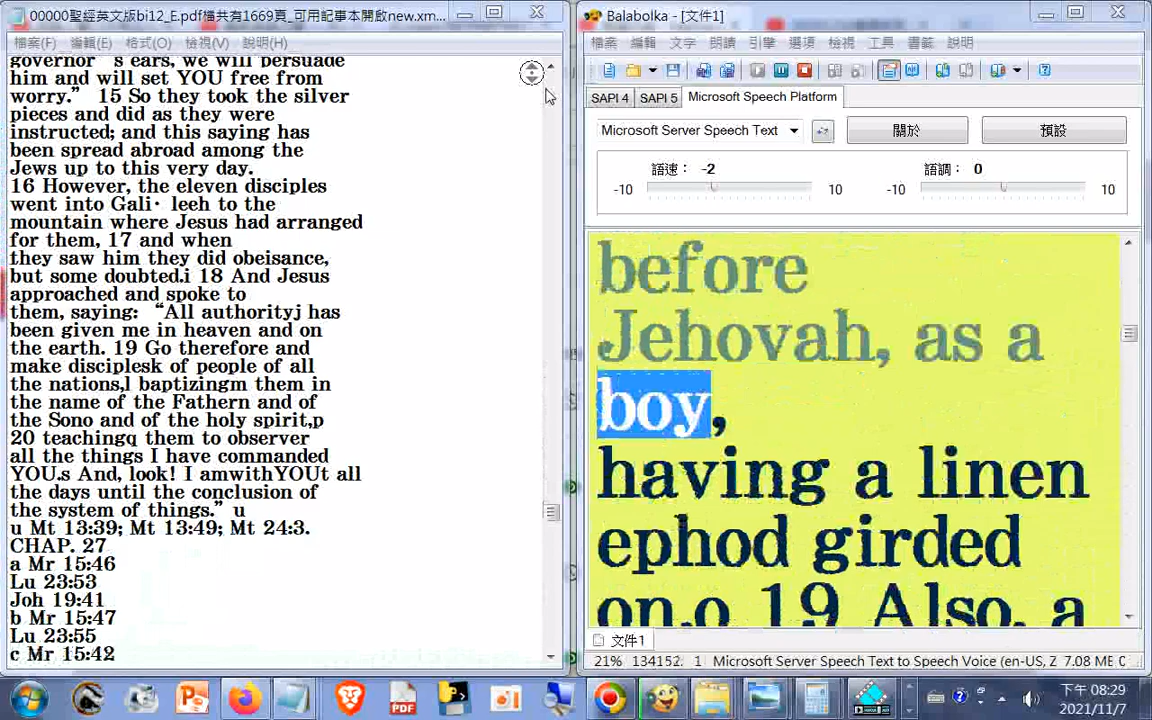 00000聖經英文版bi12_E.pdf檔共有1669頁_可用記事本開啟new.xm...
檔案(F) 編輯(E) 格式(O) 檢視(V) 說明(H)
governor's ears, we will persuade
him and will set YOU free from
worry.” 15 So they took the silver
pieces and did as they were
instructed; and this saying has
been spread abroad among the
Jews up to this very day.
16 However, the eleven disciples
went into Gali· leeh to the
mountain where Jesus had arranged
for them, 17 and when
they saw him they did obeisance,
but some doubted.i 18 And Jesus
approached and spoke to
them, saying: “All authorityj has
been given me in heaven and on
the earth. 19 Go therefore and
make disciplesk of people of all
the nations,l baptizingm them in
the name of the Fathern and of
the Sono and of the holy spirit,p
20 teachingq them to observer
all the things I have commanded
YOU.s And, look! I amwithYOUt all
the days until the conclusion of
the system of things.” u
u Mt 13:39; Mt 13:49; Mt 24:3.
CHAP. 27
a Mr 15:46
Lu 23:53
Joh 19:41
b Mr 15:47
Lu 23:55
c Mr 15:42
Balabolka - [文件1]
檔案 編輯 文字 朗讀 引擎 選項 檢視 工具 書籤 說明
SAPI 4 SAPI 5 Microsoft Speech Platform
Microsoft Server Speech Text 關於 預設
語速： -2 語調： 0
-10 10 -10 10
before
Jehovah, as a
boy,
having a linen
ephod girded
on.o 19 Also, a
文件1
21% 134152: 1 Microsoft Server Speech Text to Speech Voice (en-US, Z 7.08 MB
下午 08:29
2021/11/7